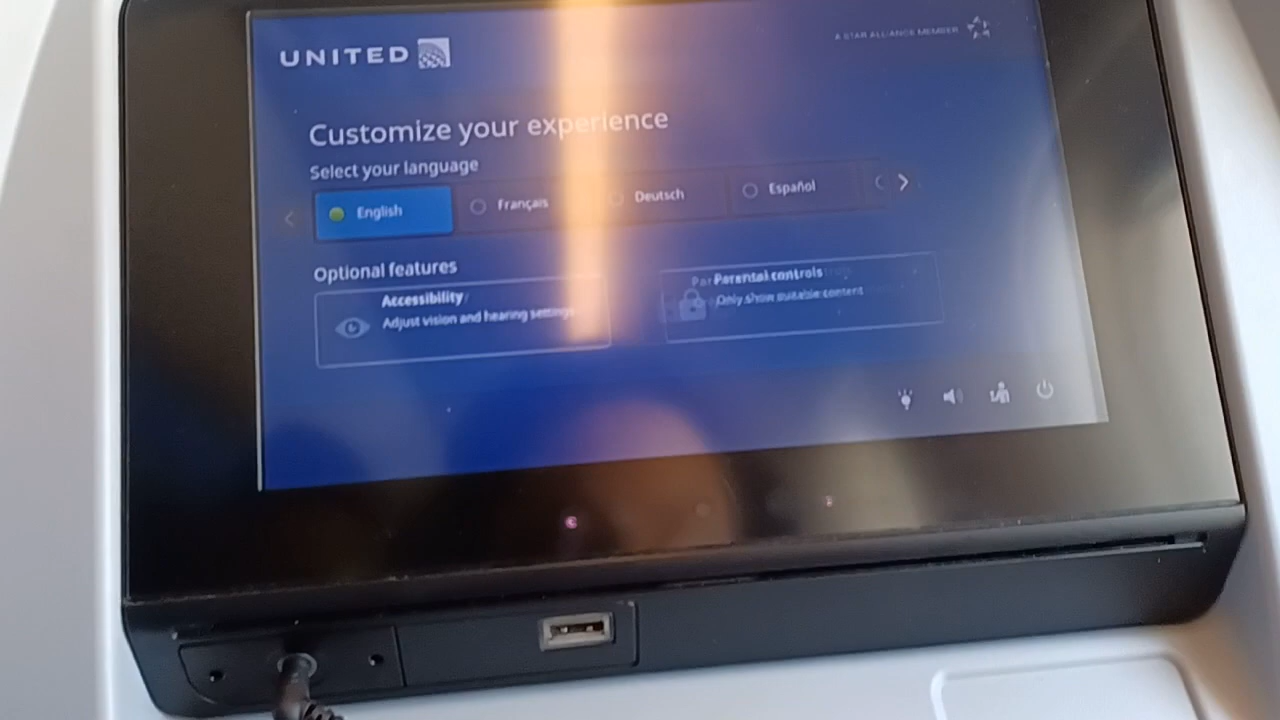 UNITED
A STAR ALLIANCE MEMBER
Customize your experience
Select your language
English Français Deutsch Español
Optional features
Accessibility
Adjust vision and hearing settings
Parental controls
Only show suitable content